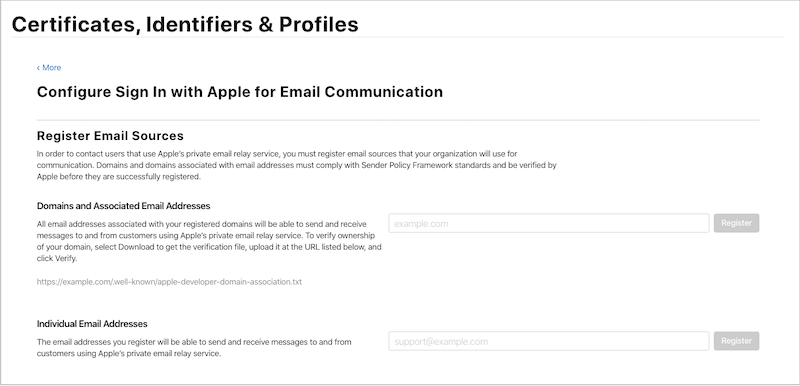 Certificates, Identifiers & Profiles
‹ More
Configure Sign In with Apple for Email Communication
Register Email Sources
In order to contact users that use Apple's private email relay service, you must register email sources that your organization will use for
communication. Domains and domains associated with email addresses must comply with Sender Policy Framework standards and be verified by
Apple before they are successfully registered.
Domains and Associated Email Addresses
All email addresses associated with your registered domains will be able to send and receive
messages to and from customers using Apple's private email relay service. To verify ownership
of your domain, select Download to get the verification file, upload it at the URL listed below, and
click Verify.
example.com
Register
https://example.com/.well-known/apple-developer-domain-association.txt
Individual Email Addresses
The email addresses you register will be able to send and receive messages to and from
customers using Apple's private email relay service.
support@example.com
Register